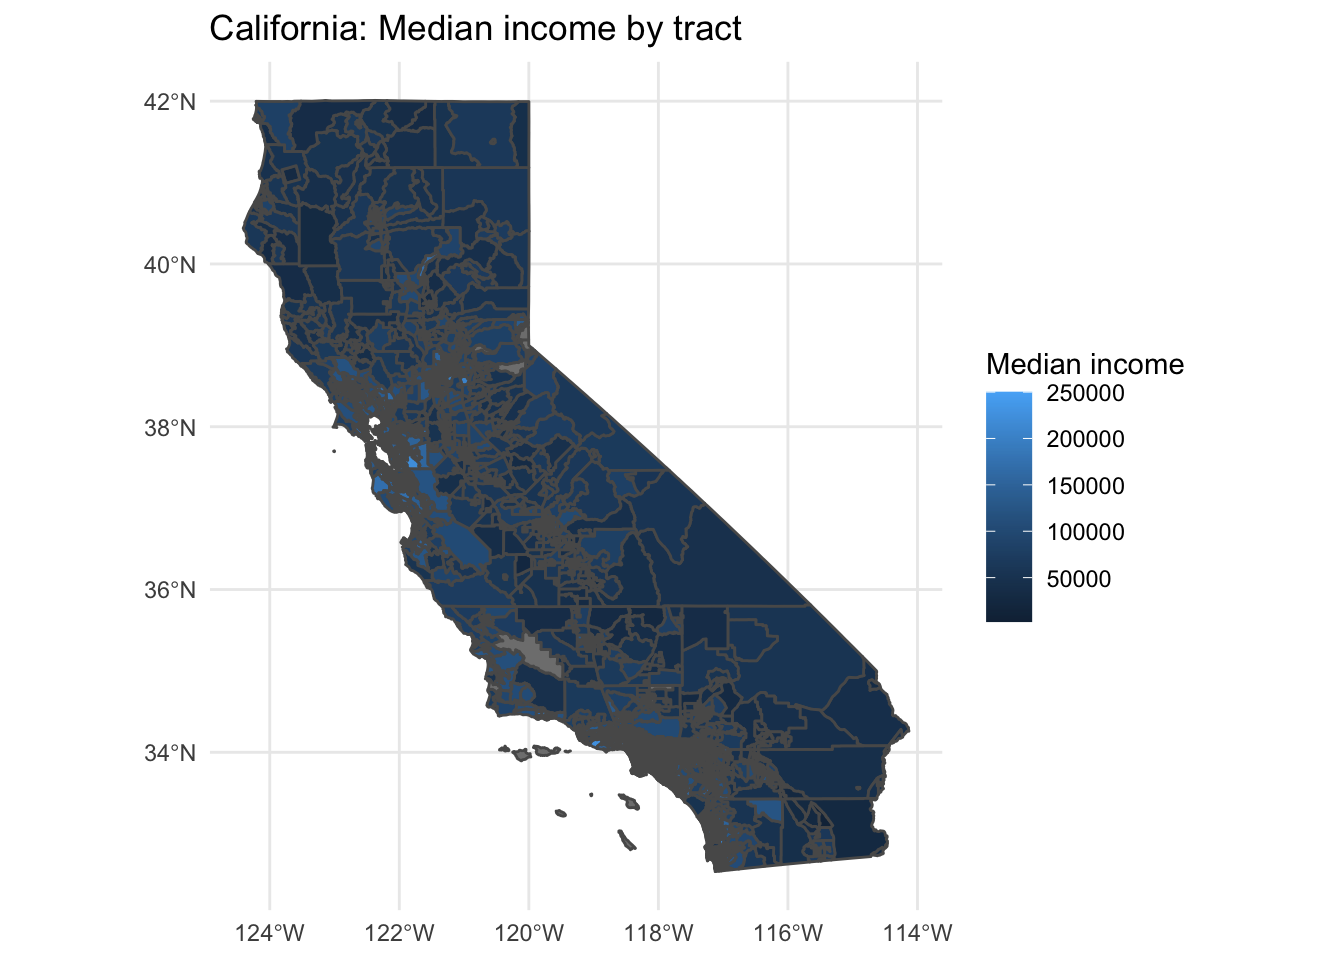 California: Median income by tract
42°N
40°N
38°N
36°N
34°N
124°W
122°W
120°W
118°W
116°W
114°W
Median income
250000
200000
150000
100000
50000